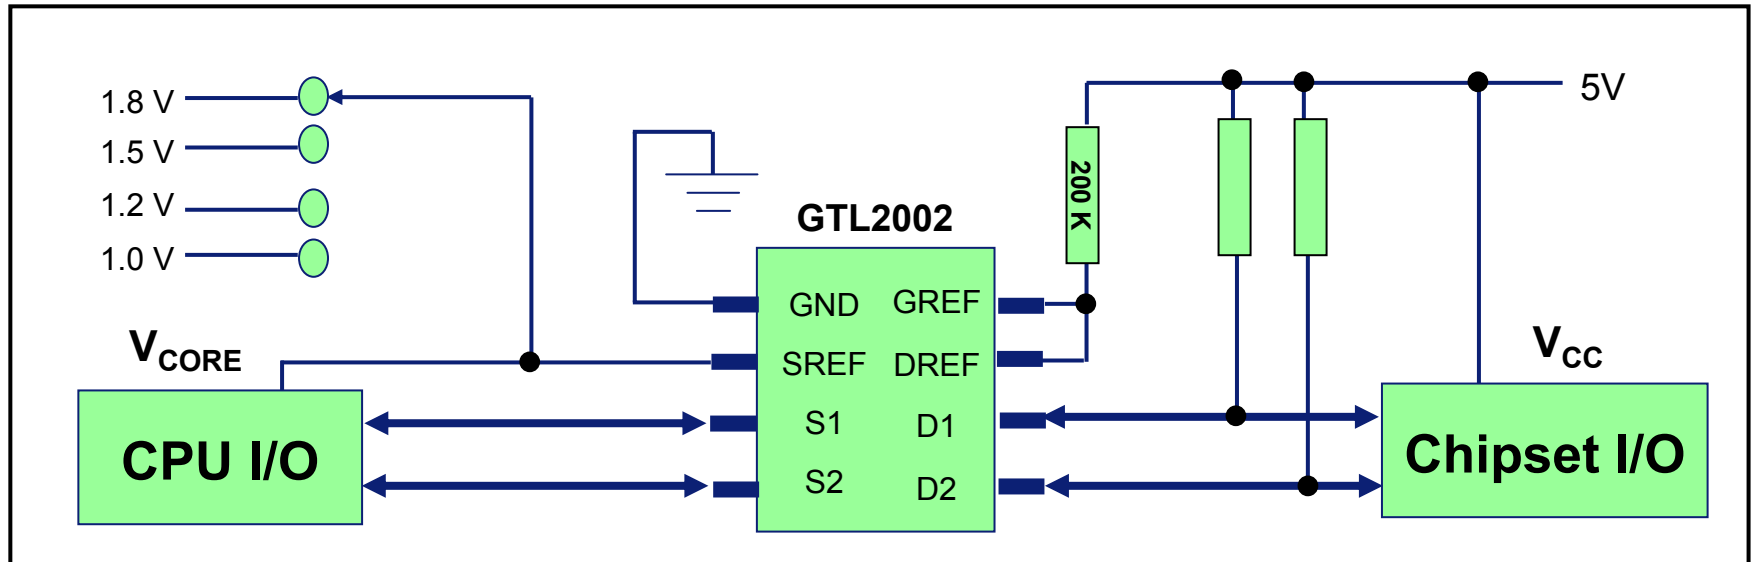 1.8 V
1.5 V
1.2 V
1.0 V
5V
200 K
GTL2002
GND
GREF
SREF
DREF
S1
D1
S2
D2
VCORE
CPU I/O
VCC
Chipset I/O